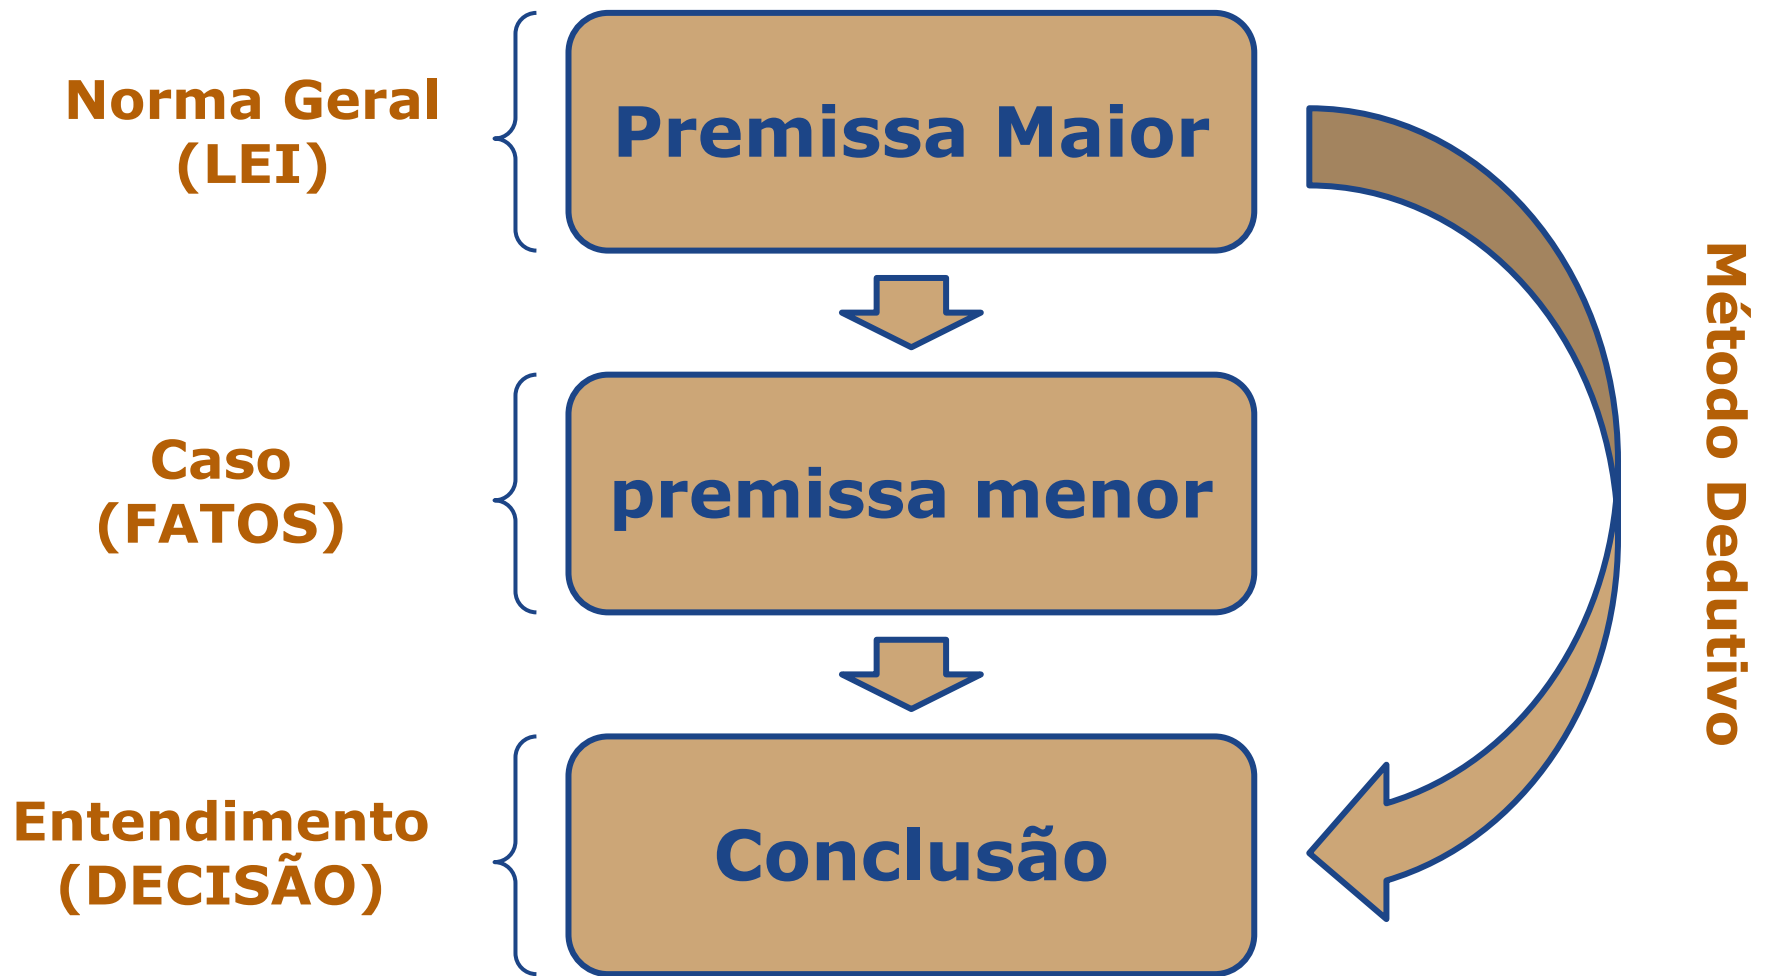 Norma Geral
(LEI)
Premissa Maior
Caso
(FATOS)
premissa menor
Entendimento
(DECISÃO)
Conclusão
Método Dedutivo